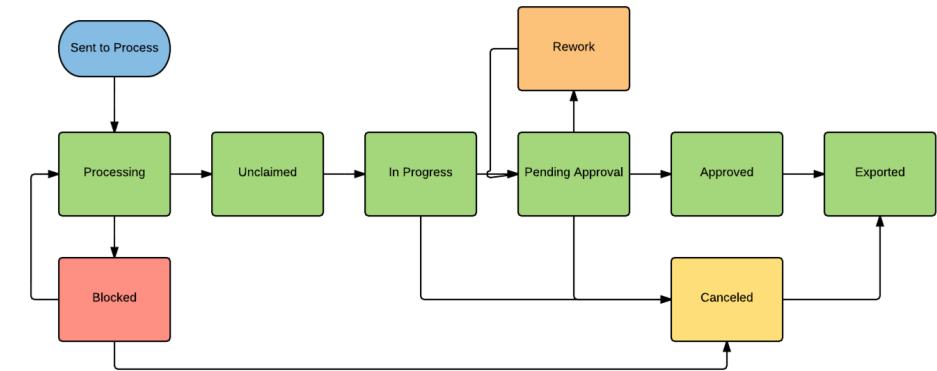 Rework
Sent to Process
Processing
Unclaimed
In Progress
Pending Approval
Approved
Exported
Blocked
Canceled